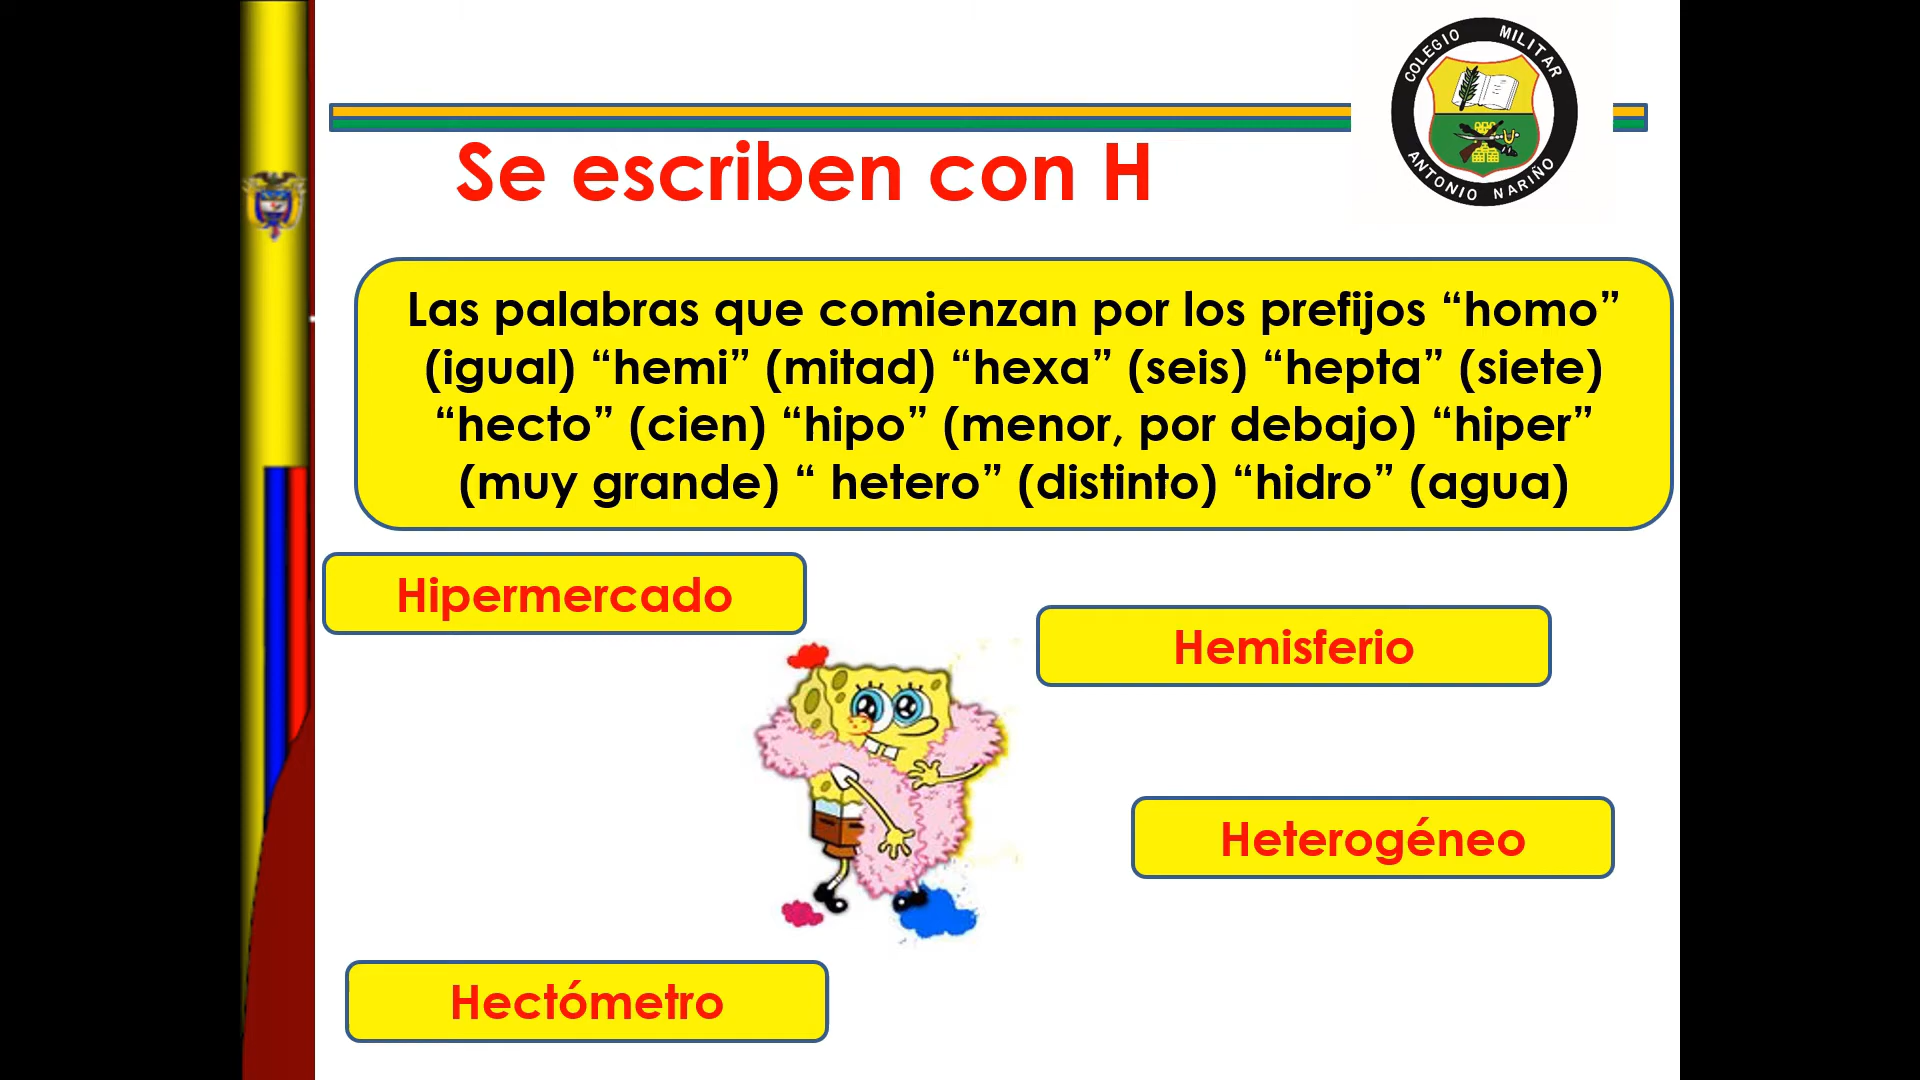 COLEGIO MILITAR
ANTONIO NARIÑO
Se escriben con H
Las palabras que comienzan por los prefijos “homo”
(igual) “hemi” (mitad) “hexa” (seis) “hepta” (siete)
“hecto” (cien) “hipo” (menor, por debajo) “hiper”
(muy grande) “ hetero” (distinto) “hidro” (agua)
Hipermercado
Hemisferio
Heterogéneo
Hectómetro